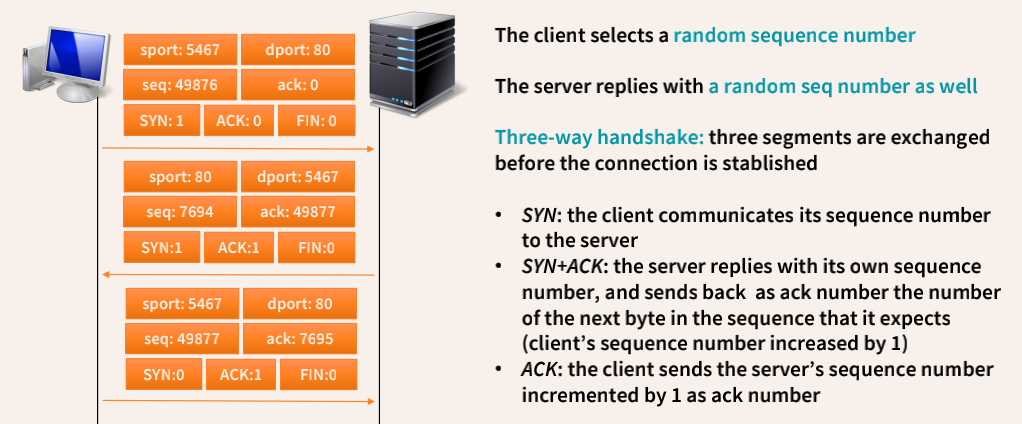 sport: 5467 dport: 80
seq: 49876 ack: 0
SYN: 1 ACK: 0 FIN: 0
sport: 80 dport: 5467
seq: 7694 ack: 49877
SYN:1 ACK:1 FIN:0
sport: 5467 dport: 80
seq: 49877 ack: 7695
SYN:0 ACK:1 FIN:0
The client selects a random sequence number
The server replies with a random seq number as well
Three-way handshake: three segments are exchanged
before the connection is stablished
• SYN: the client communicates its sequence number
to the server
• SYN+ACK: the server replies with its own sequence
number, and sends back as ack number the number
of the next byte in the sequence that it expects
(client’s sequence number increased by 1)
• ACK: the client sends the server’s sequence number
incremented by 1 as ack number